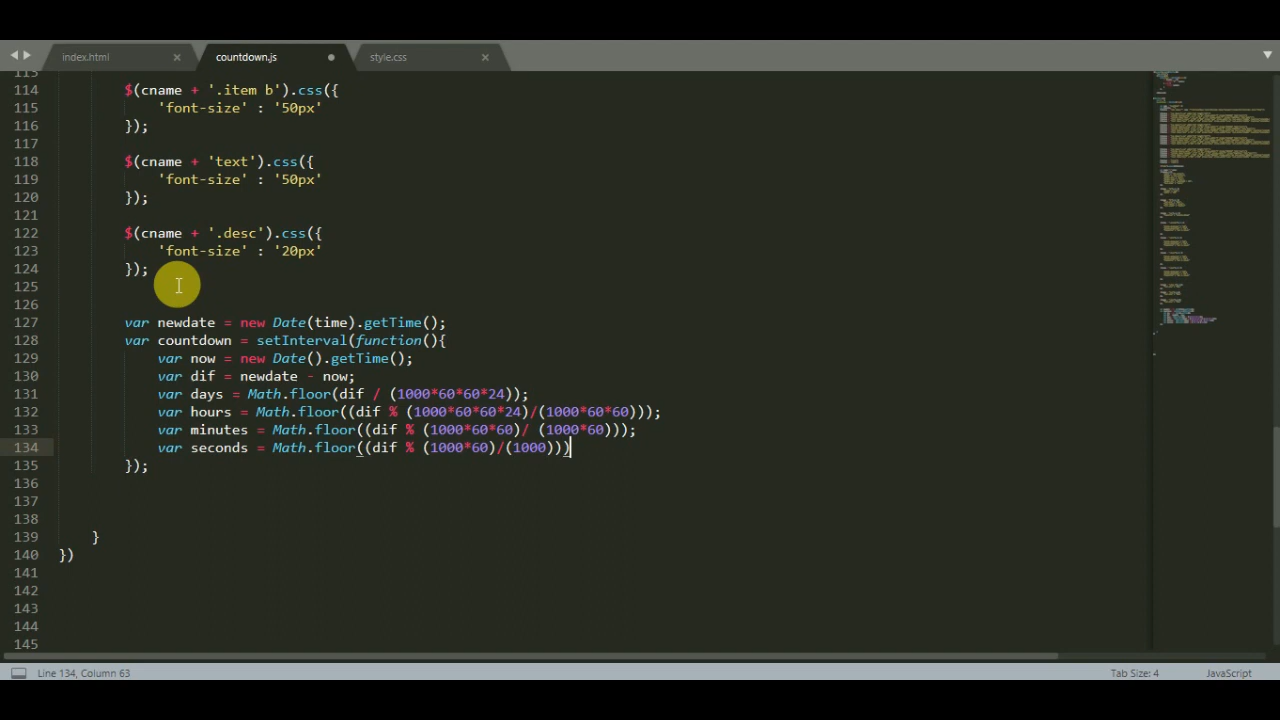 index.html × countdown.js style.css ×
115
114 $(cname + '.item b').css({
115 'font-size' : '50px'
116 });
117
118 $(cname + 'text').css({
119 'font-size' : '50px'
120 });
121
122 $(cname + '.desc').css({
123 'font-size' : '20px'
124 });
125
126
127 var newdate = new Date(time).getTime();
128 var countdown = setInterval(function(){
129 var now = new Date().getTime();
130 var dif = newdate - now;
131 var days = Math.floor(dif / (1000*60*60*24));
132 var hours = Math.floor((dif % (1000*60*60*24)/(1000*60*60)));
133 var minutes = Math.floor((dif % (1000*60*60)/ (1000*60)));
134 var seconds = Math.floor((dif % (1000*60)/(1000)))
135 });
136
137
138
139 }
140 })
141
142
143
144
145
Line 134, Column 63 Tab Size: 4 JavaScript